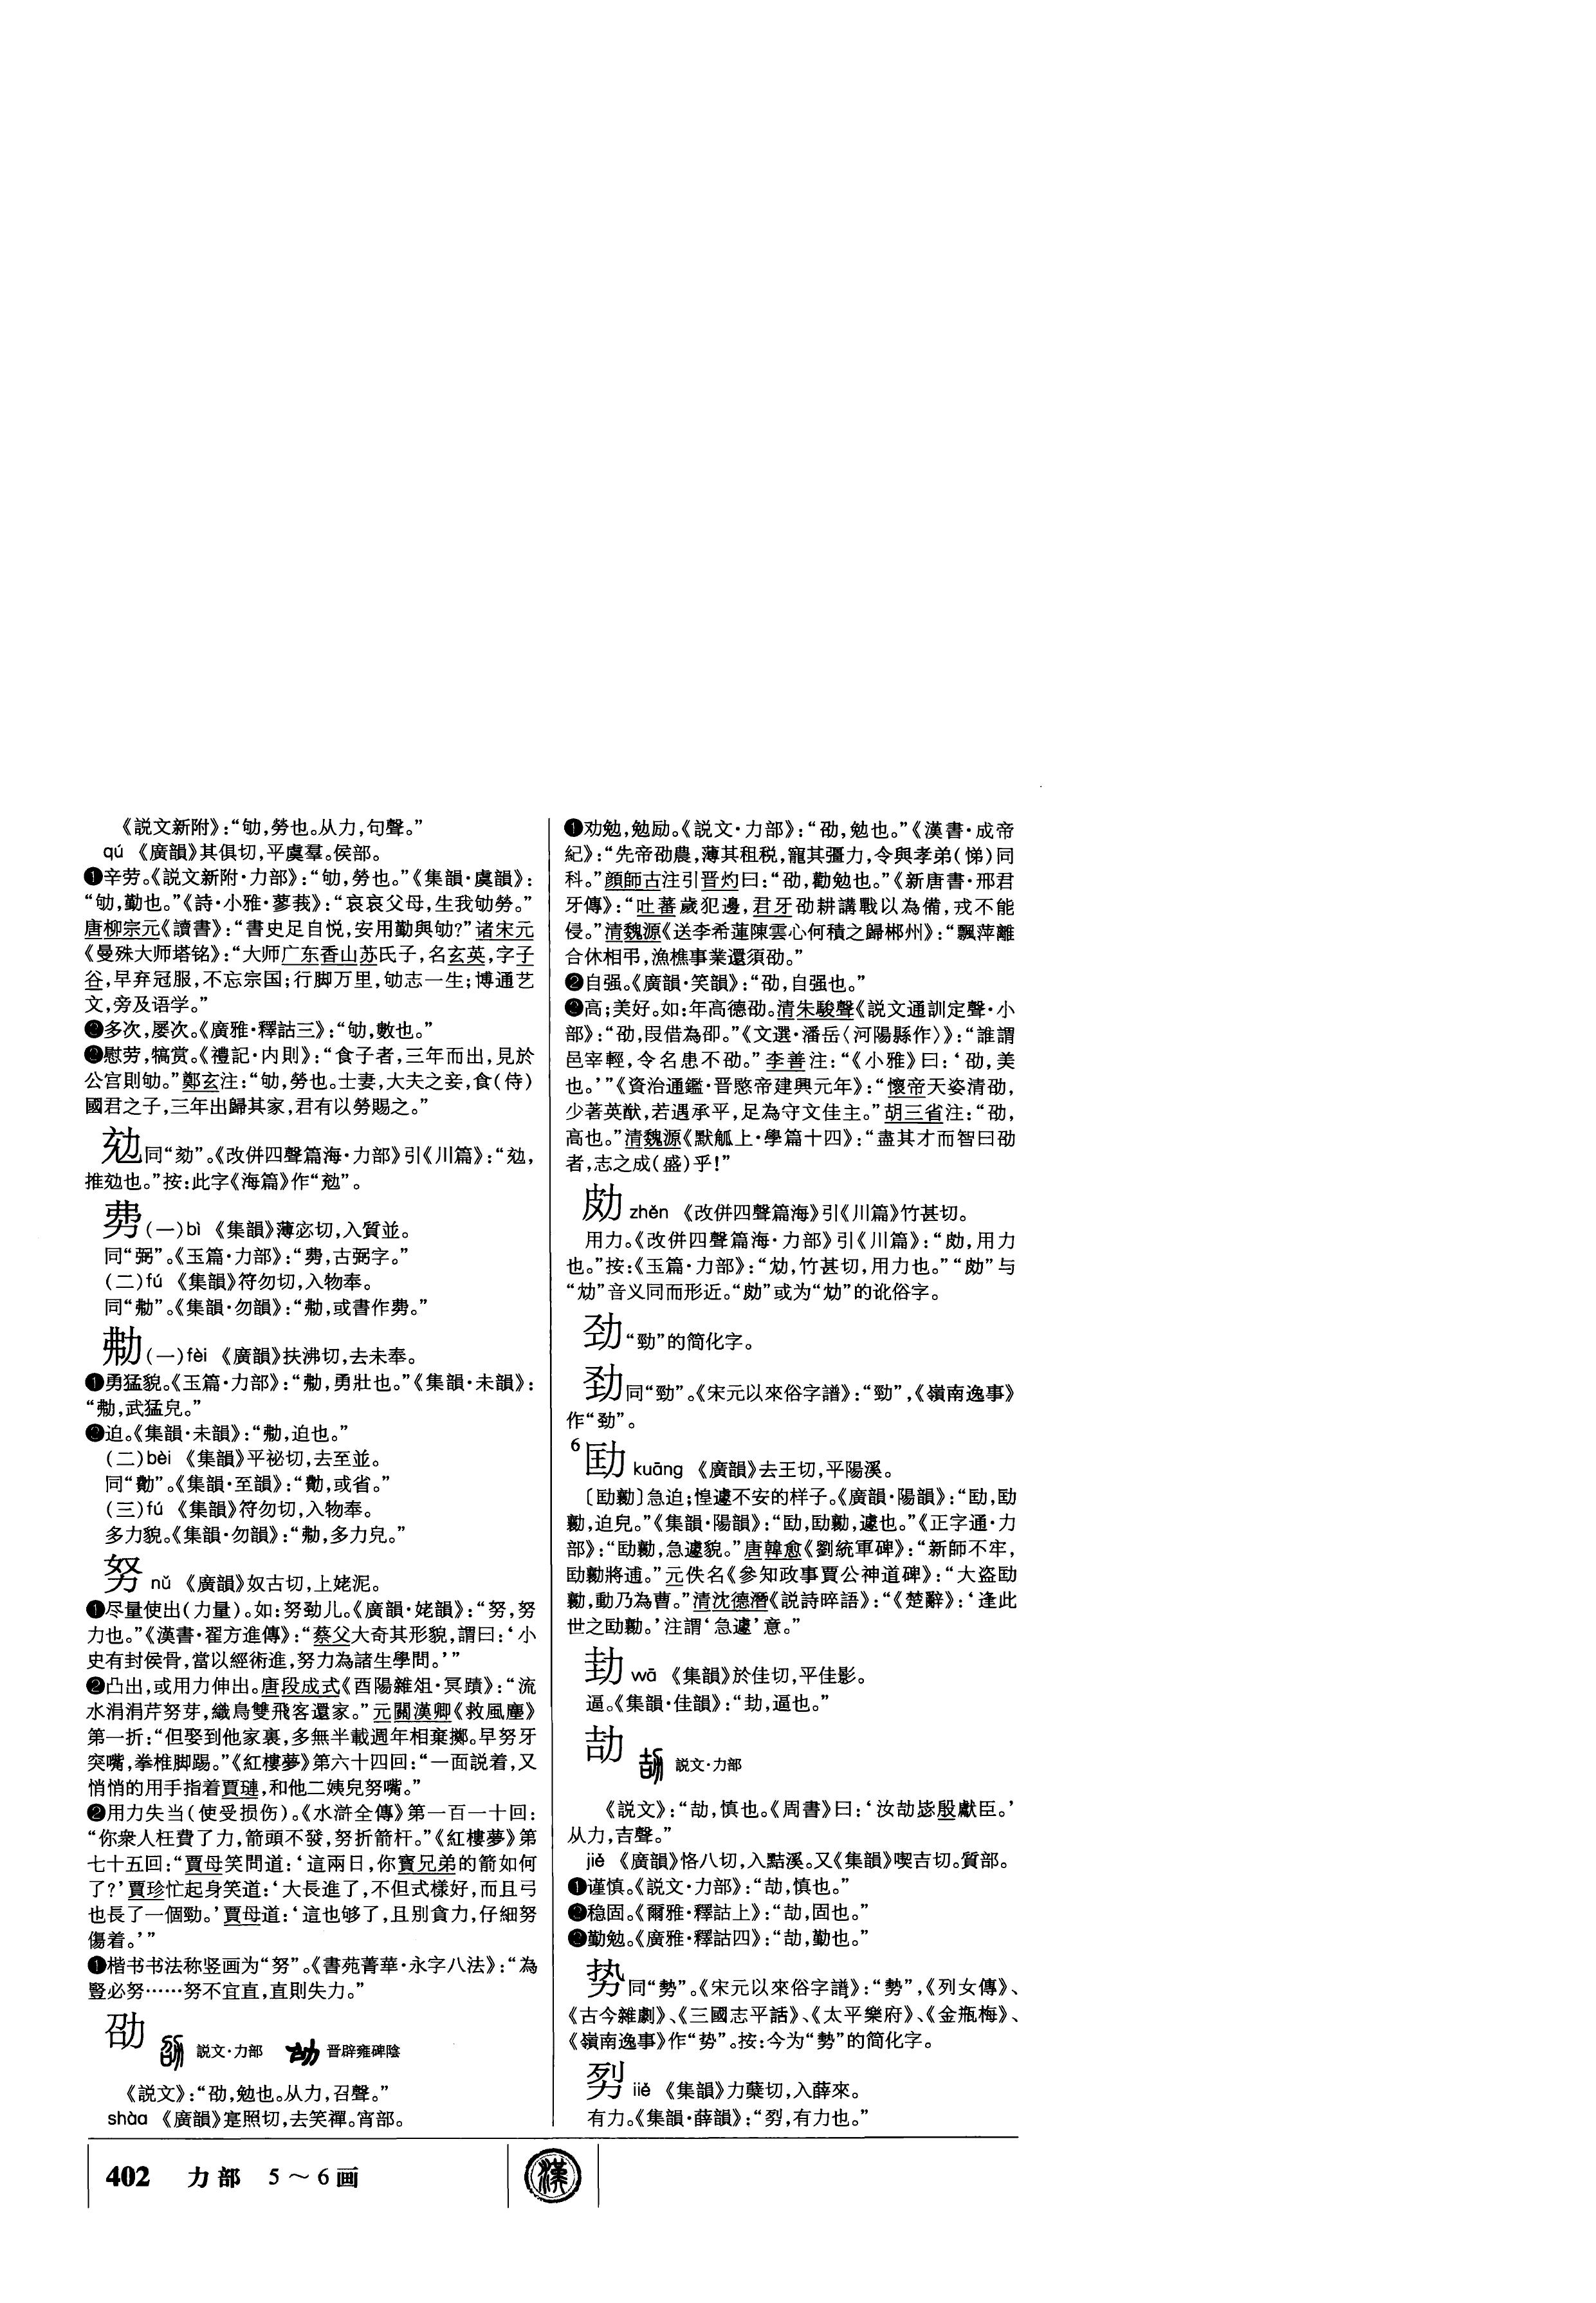 《説文新附》：“劬，勞也。从力，句聲。”
qú 《廣韻》其俱切，平虞羣。侯部。
❶辛劳。《説文新附·力部》：“劬，勞也。”《集韻·虞韻》：
“劬，勤也。”《詩·小雅·蓼莪》：“哀哀父母，生我劬勞。”
唐柳宗元《讀書》：“書史足自悦，安用勤與劬？”诸宋元
《曼殊大师塔铭》：“大师广东香山苏氏子，名玄英，字子
谷，早弃冠服，不忘宗国；行脚万里，劬志一生；博通艺
文，旁及语学。”
❷多次，屡次。《廣雅·釋詁三》：“劬，數也。”
❷慰劳，犒赏。《禮記·内則》：“食子者，三年而出，見於
公宫則劬。”鄭玄注：“劬，勞也。士妻，大夫之妾，食(侍)
國君之子，三年出歸其家，君有以勞賜之。”
同“劾”。《改併四聲篇海·力部》引《川篇》：“
推 也。”按：此字《海篇》作“ ”。
(一)bì 《集韻》薄宓切，入質並。
同“弼”。《玉篇·力部》：“ ，古弼字。”
(二)fú 《集韻》符勿切，入物奉。
同“ ”。《集韻·勿韻》：“ ，或書作 。”
(一)fèi 《廣韻》扶沸切，去未奉。
❶勇猛貌。《玉篇·力部》：“ ，勇壯也。”《集韻·未韻》：
“ ，武猛皃。”
❷迫。《集韻·未韻》：“ ，迫也。”
(二)bèi 《集韻》平祕切，去至並。
同“ ”。《集韻·至韻》：“ ，或省。”
(三)fú 《集韻》符勿切，入物奉。
多力貌。《集韻·勿韻》：“ ，多力皃。”
努 nǔ 《廣韻》奴古切，上姥泥。
❶尽量使出(力量)。如：努劲儿。《廣韻·姥韻》：“努，努
力也。”《漢書·翟方進傳》：“蔡父大奇其形貌，謂曰：‘小
史有封侯骨，當以經術進，努力為諸生學問。’”
❷凸出，或用力伸出。唐段成式《酉陽雜俎·冥蹟》：“流
水涓涓芹努芽，織鳥雙飛客還家。”元關漢卿《救風塵》
第一折：“但娶到他家裏，多無半載週年相棄擲。早努牙
突嘴，拳椎脚踢。”《紅樓夢》第六十四回：“一面説着，又
悄悄的用手指着賈璉，和他二姨兒努嘴。”
❷用力失当(使受损伤)。《水滸全傳》第一百一十回：
“你衆人枉費了力，箭頭不發，努折箭杆。”《紅樓夢》第
七十五回：“賈母笑問道：‘這兩日，你寶兄弟的箭如何
了？’賈珍忙起身笑道：‘大長進了，不但式樣好，而且弓
也長了一個勁。’賈母道：‘這也够了，且别貪力，仔細努
傷着。’”
❶楷书书法称竖画为“努”。《書苑菁華·永字八法》：“為
豎必努……努不宜直，直則失力。”
劭 説文·力部 晋辟雍碑陰
《説文》：“劭，勉也。从力，召聲。”
shào 《廣韻》寔照切，去笑禪。宵部。
❶劝勉，勉励。《説文·力部》：“劭，勉也。”《漢書·成帝
紀》：“先帝劭農，薄其租税，寵其彊力，令與孝弟(悌)同
科。”顔師古注引晋灼曰：“劭，勸勉也。”《新唐書·邢君
牙傳》：“吐蕃歲犯邊，君牙劭耕講戰以為備，戎不能
侵。”清魏源《送李希蓮陳雲心何積之歸郴州》：“飄萍離
合休相弔，漁樵事業還須劭。”
❷自强。《廣韻·笑韻》：“劭，自强也。”
❷高；美好。如：年高德劭。清朱駿聲《説文通訓定聲·小
部》：“劭，叚借為卲。”《文選·潘岳〈河陽縣作〉》：“誰謂
邑宰輕，令名患不劭。”李善注：“《小雅》曰：‘劭，美
也。’”《資治通鑑·晋愍帝建興元年》：“懷帝天姿清劭，
少著英猷，若遇承平，足為守文佳主。”胡三省注：“劭，
高也。”清魏源《默觚上·學篇十四》：“盡其才而智曰劭
者，志之成(盛)乎！”
zhěn 《改併四聲篇海》引《川篇》竹甚切。
用力。《改併四聲篇海·力部》引《川篇》：“ ，用力
也。”按：《玉篇·力部》：“ ，竹甚切，用力也。”“ ”与
“ ”音义同而形近。“ ”或为“ ”的讹俗字。
劲 “勁”的简化字。
同“勁”。《宋元以來俗字譜》：“勁”，《嶺南逸事》
作“ ”。
6 劻 kuāng 《廣韻》去王切，平陽溪。
〔劻勷〕急迫；惶遽不安的样子。《廣韻·陽韻》：“劻，劻
勷，迫皃。”《集韻·陽韻》：“劻，劻勷，遽也。”《正字通·力
部》：“劻勷，急遽貌。”唐韓愈《劉統軍碑》：“新師不牢，
劻勷將逋。”元佚名《參知政事賈公神道碑》：“大盗劻
勷，動乃為曹。”清沈德潛《説詩晬語》：“《楚辭》：‘逢此
世之劻勷。’注謂‘急遽’意。”
wā 《集韻》於佳切，平佳影。
逼。《集韻·佳韻》：“ ，逼也。”
劼 説文·力部
《説文》：“劼，慎也。《周書》曰：‘汝劼毖殷獻臣。’
从力，吉聲。”
jié 《廣韻》恪八切，入黠溪。又《集韻》喫吉切。質部。
❶谨慎。《説文·力部》：“劼，慎也。”
❷稳固。《爾雅·釋詁上》：“劼，固也。”
❷勤勉。《廣雅·釋詁四》：“劼，勤也。”
势 同“勢”。《宋元以來俗字譜》：“勢”，《列女傳》、
《古今雜劇》、《三國志平話》、《太平樂府》、《金瓶梅》、
《嶺南逸事》作“势”。按：今为“勢”的简化字。
liè 《集韻》力蘖切，入薛來。
有力。《集韻·薛韻》：“ ，有力也。”
402 力部 5～6画
漢